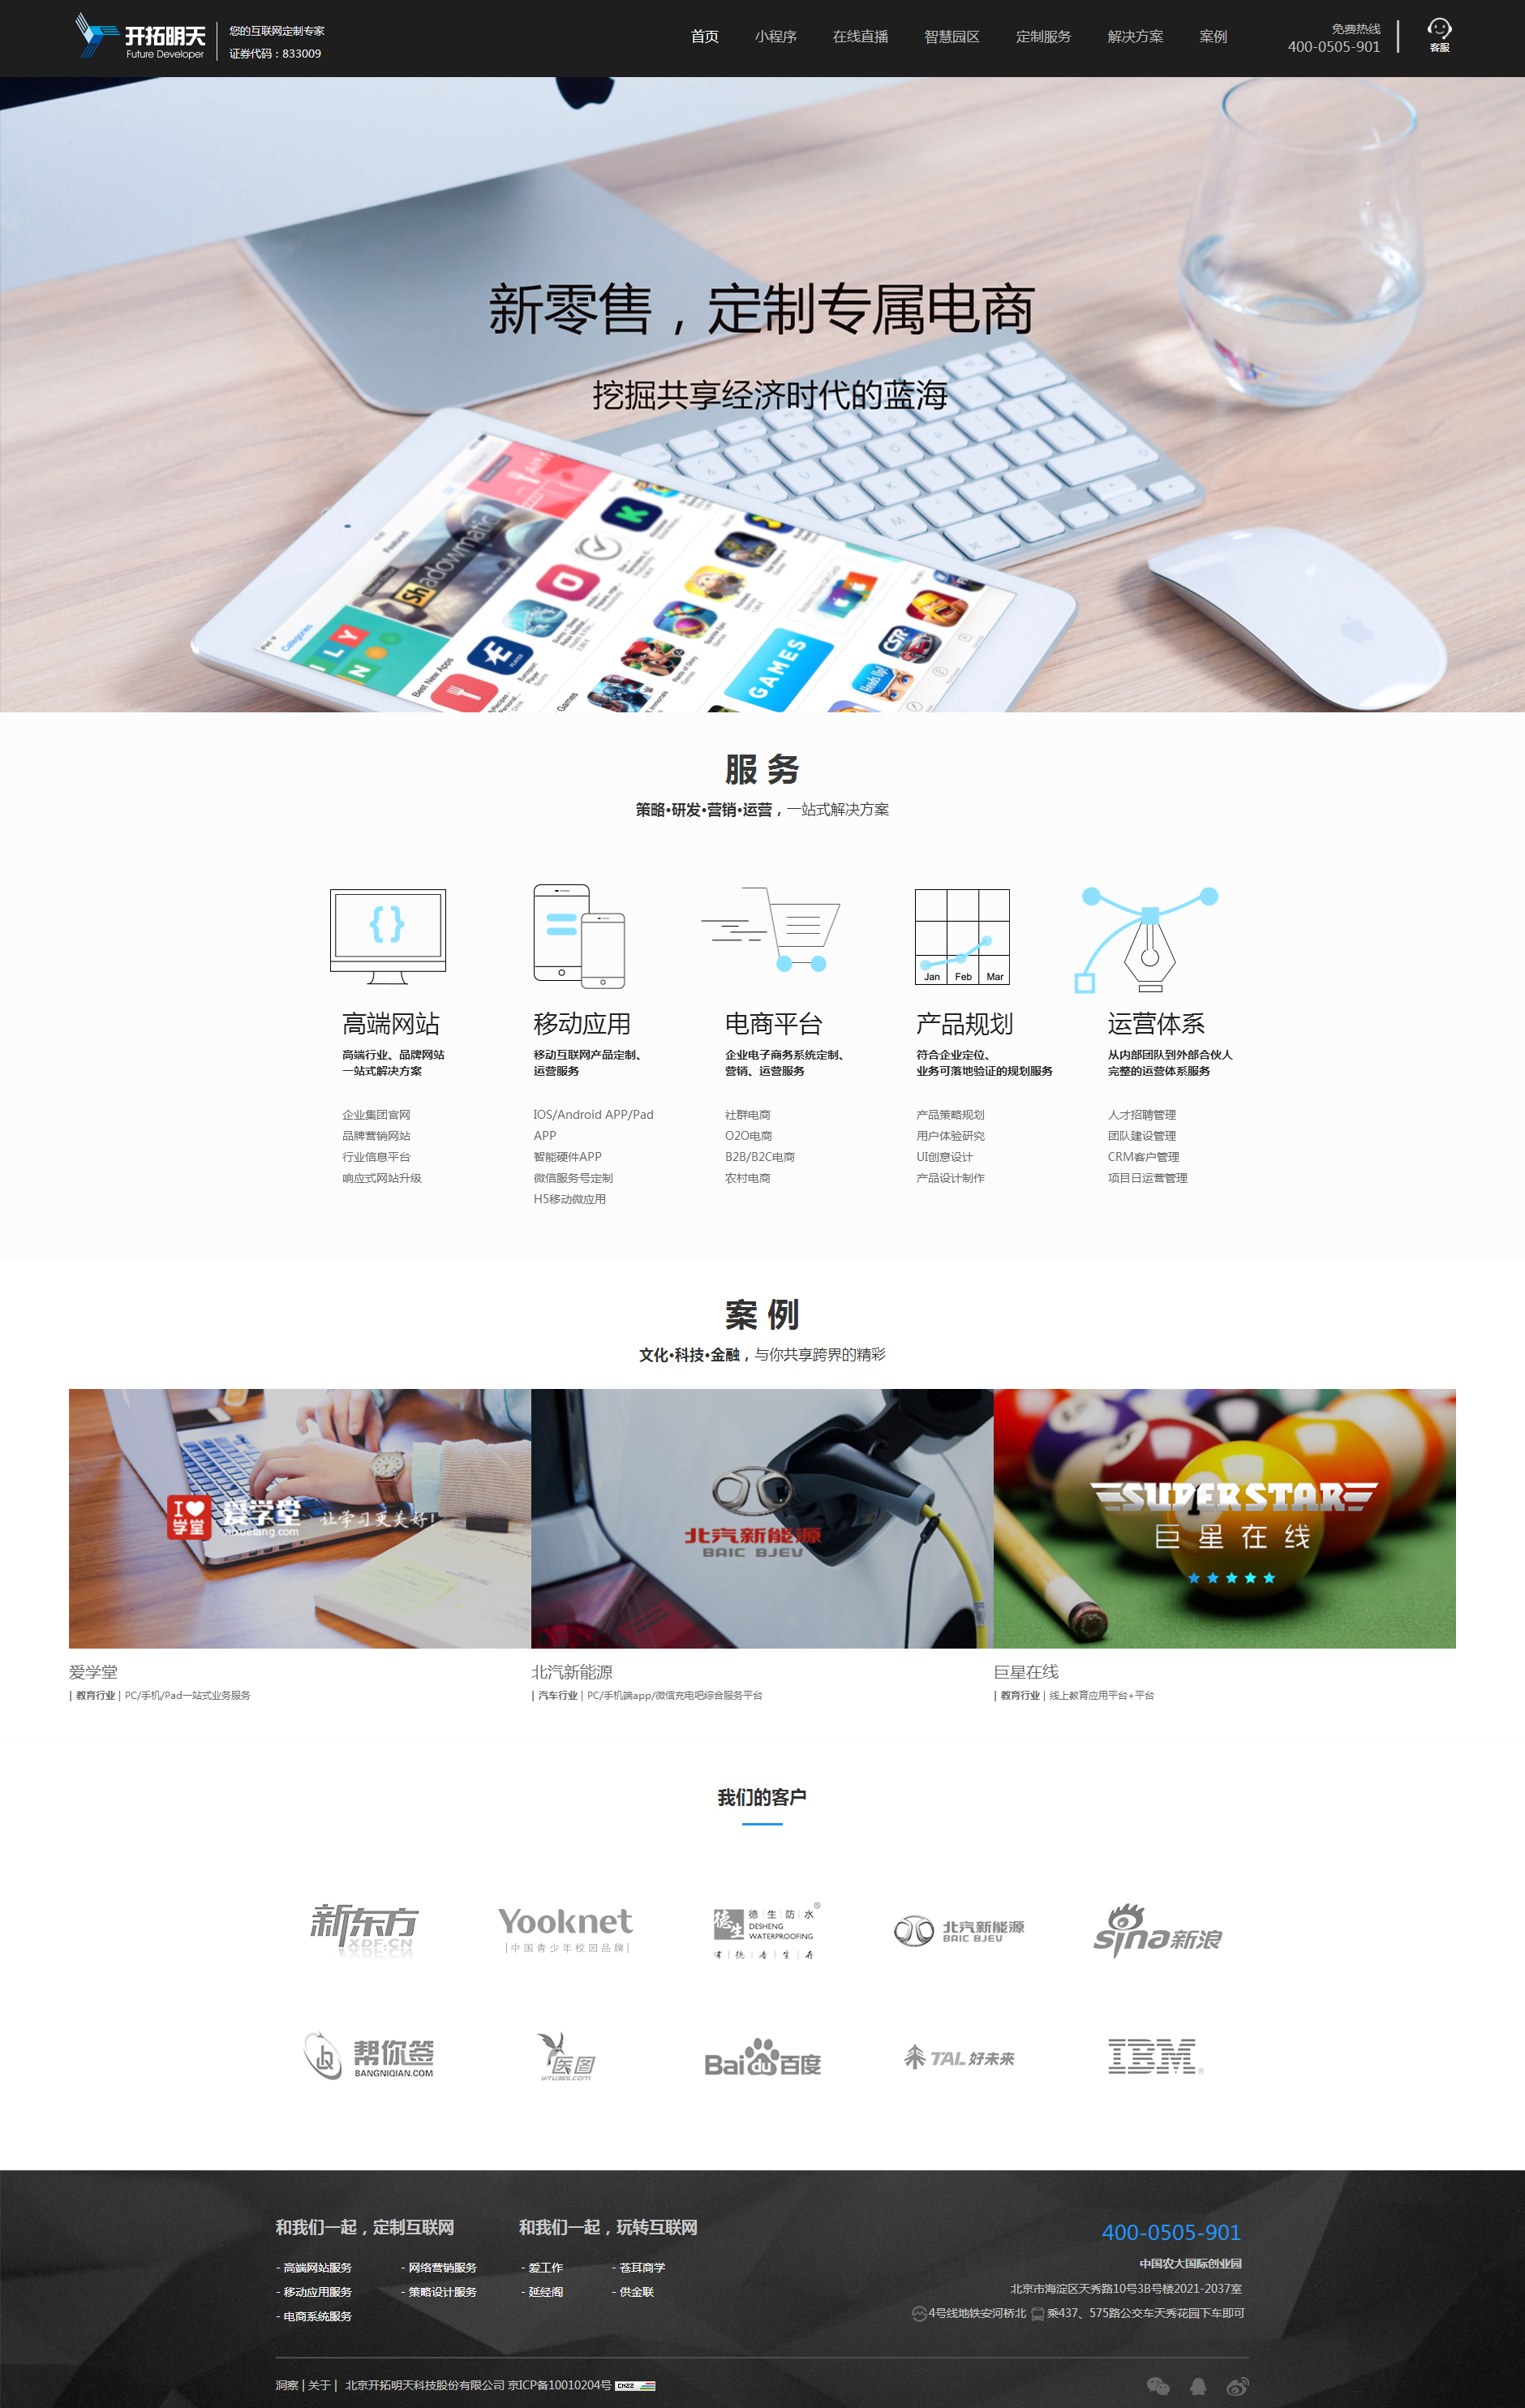 开拓明天
Future Developer
您的互联网定制专家
证券代码：833009
首页 小程序 在线直播 智慧园区 定制服务 解决方案 案例
免费热线
400-0505-901
客服
新零售，定制专属电商
挖掘共享经济时代的蓝海
Shadowmatic
Categories
Best New Apps
GAMES
CSR
Heads Up!
服 务
策略•研发•营销•运营，一站式解决方案
Jan Feb Mar
高端网站
高端行业、品牌网站
一站式解决方案
企业集团官网
品牌营销网站
行业信息平台
响应式网站升级
移动应用
移动互联网产品定制、
运营服务
IOS/Android APP/Pad
APP
智能硬件APP
微信服务号定制
H5移动微应用
电商平台
企业电子商务系统定制、
营销、运营服务
社群电商
O2O电商
B2B/B2C电商
农村电商
产品规划
符合企业定位、
业务可落地验证的规划服务
产品策略规划
用户体验研究
UI创意设计
产品设计制作
运营体系
从内部团队到外部合伙人
完整的运营体系服务
人才招聘管理
团队建设管理
CRM客户管理
项目日运营管理
案 例
文化•科技•金融，与你共享跨界的精彩
I 学堂
爱学堂
aixuetang.com
让学习更美好!
北汽新能源
BAIC BJEV
SUPERSTAR
巨星在线
爱学堂
| 教育行业 | PC/手机/Pad一站式业务服务
北汽新能源
| 汽车行业 | PC/手机端app/微信充电吧综合服务平台
巨星在线
| 教育行业 | 线上教育应用平台+平台
我们的客户
新东方
XDF.CN
Yooknet
|中国青少年校园品牌|
德生
德|生|防|水
®
DESHENG
WATERPROOFING
北汽新能源
BAIC BJEV
sina新浪
帮你签
BANGNIQIAN.COM
医图
yitu365.com
Bai du 百度
TAL 好未来
IBM
®
和我们一起，定制互联网
- 高端网站服务 - 网络营销服务
- 移动应用服务 - 策略设计服务
- 电商系统服务
和我们一起，玩转互联网
- 爱工作 - 苍耳商学
- 延经阁 - 供金联
400-0505-901
中国农大国际创业园
北京市海淀区天秀路10号3B号楼2021-2037室
4号线地铁安河桥北 乘437、575路公交车天秀花园下车即可
洞察 | 关于 | 北京开拓明天科技股份有限公司 京ICP备10010204号
CNZZ